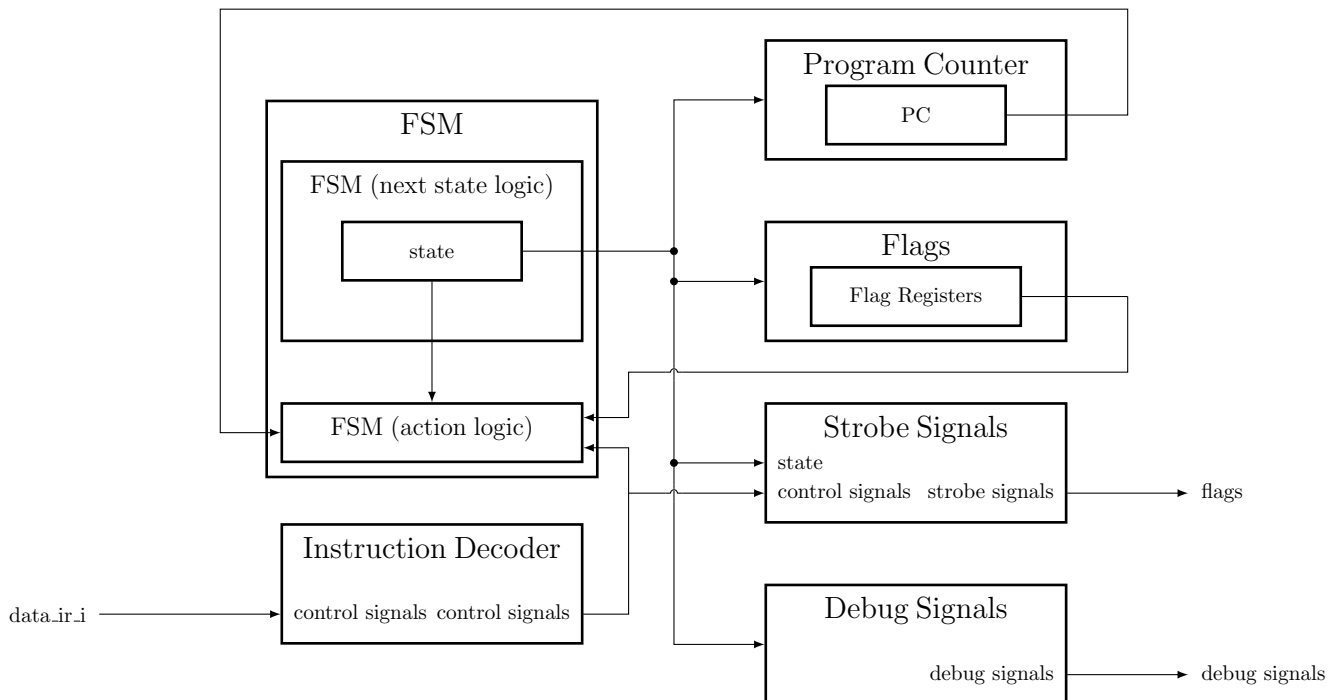 Program Counter
PC
FSM
FSM (next state logic)
state
Flags
Flag Registers
FSM (action logic)
Strobe Signals
state
control signals strobe signals
flags
Instruction Decoder
data_ir_i
control signals control signals
Debug Signals
debug signals
debug signals